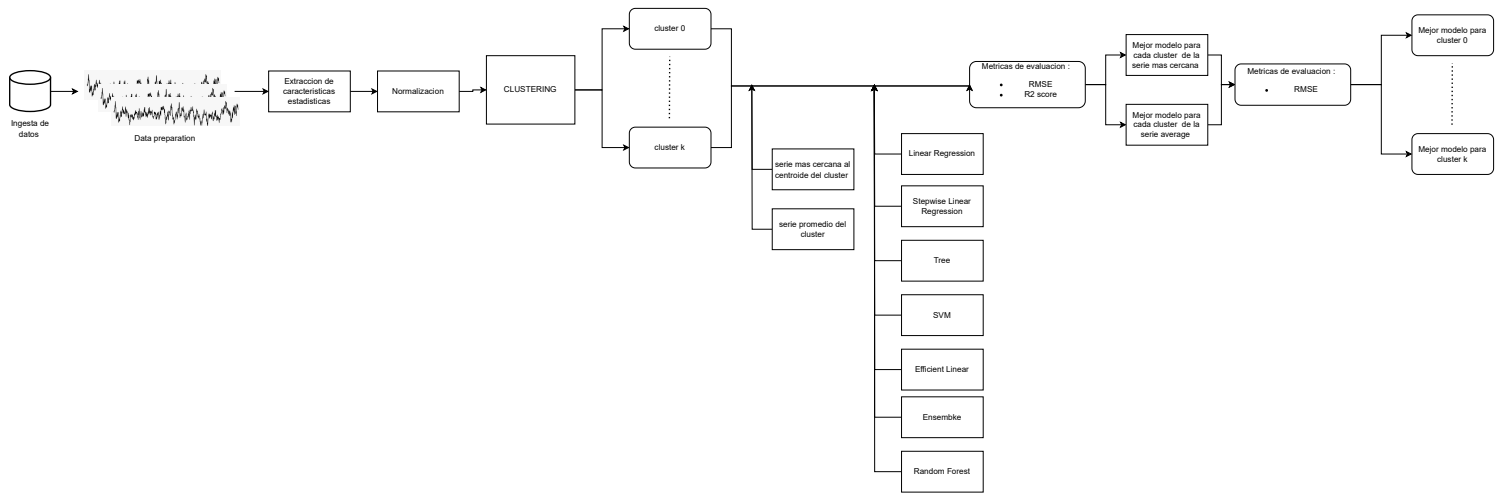 Ingesta de
datos
Data preparation
Extraccion de
caracteristicas
estadisticas
Normalizacion
CLUSTERING
cluster 0
cluster k
serie mas cercana al
centroide del cluster
serie promedio del
cluster
Linear Regression
Stepwise Linear
Regression
Tree
SVM
Efficient Linear
Ensembke
Random Forest
Metricas de evaluacion :
• RMSE
• R2 score
Mejor modelo para
cada cluster de la
serie mas cercana
Mejor modelo para
cada cluster de la
serie average
Metricas de evaluacion :
• RMSE
Mejor modelo para
cluster 0
Mejor modelo para
cluster k